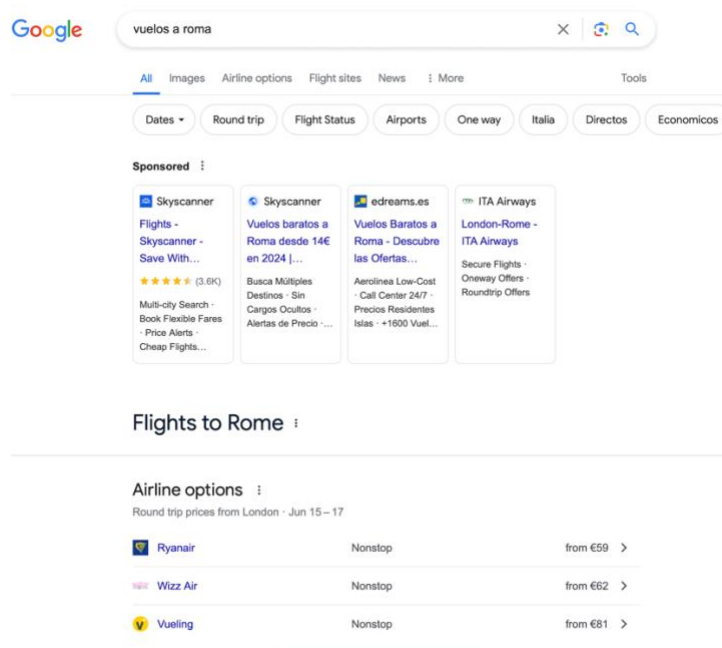 Google
vuelos a roma
All Images Airline options Flight sites News More Tools
Dates Round trip Flight Status Airports One way Italia Directos Economicos
Sponsored
Skyscanner
Flights -
Skyscanner -
Save With...
(3.6K)
Multi-city Search ·
Book Flexible Fares
· Price Alerts ·
Cheap Flights...
Skyscanner
Vuelos baratos a
Roma desde 14€
en 2024 |...
Busca Múltiples
Destinos · Sin
Cargos Ocultos ·
Alertas de Precio ·...
edreams.es
Vuelos Baratos a
Roma - Descubre
las Ofertas...
Aerolinea Low-Cost
· Call Center 24/7 ·
Precios Residentes
Islas · +1600 Vuel...
ITA Airways
London-Rome -
ITA Airways
Secure Flights ·
Oneway Offers ·
Roundtrip Offers
Flights to Rome
Airline options
Round trip prices from London · Jun 15 – 17
Ryanair Nonstop from €59
Wizz Air Nonstop from €62
Vueling Nonstop from €81